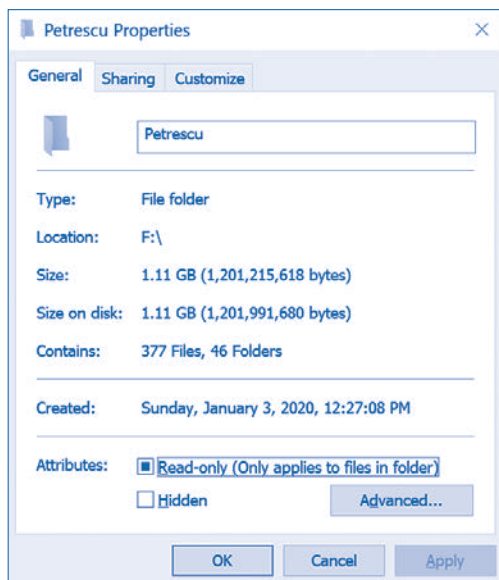 Petrescu Properties
General Sharing Customize
Petrescu
Type: File folder
Location: F:\
Size: 1.11 GB (1,201,215,618 bytes)
Size on disk: 1.11 GB (1,201,991,680 bytes)
Contains: 377 Files, 46 Folders
Created: Sunday, January 3, 2020, 12:27:08 PM
Attributes: Read-only (Only applies to files in folder)
Hidden Advanced...
OK Cancel Apply